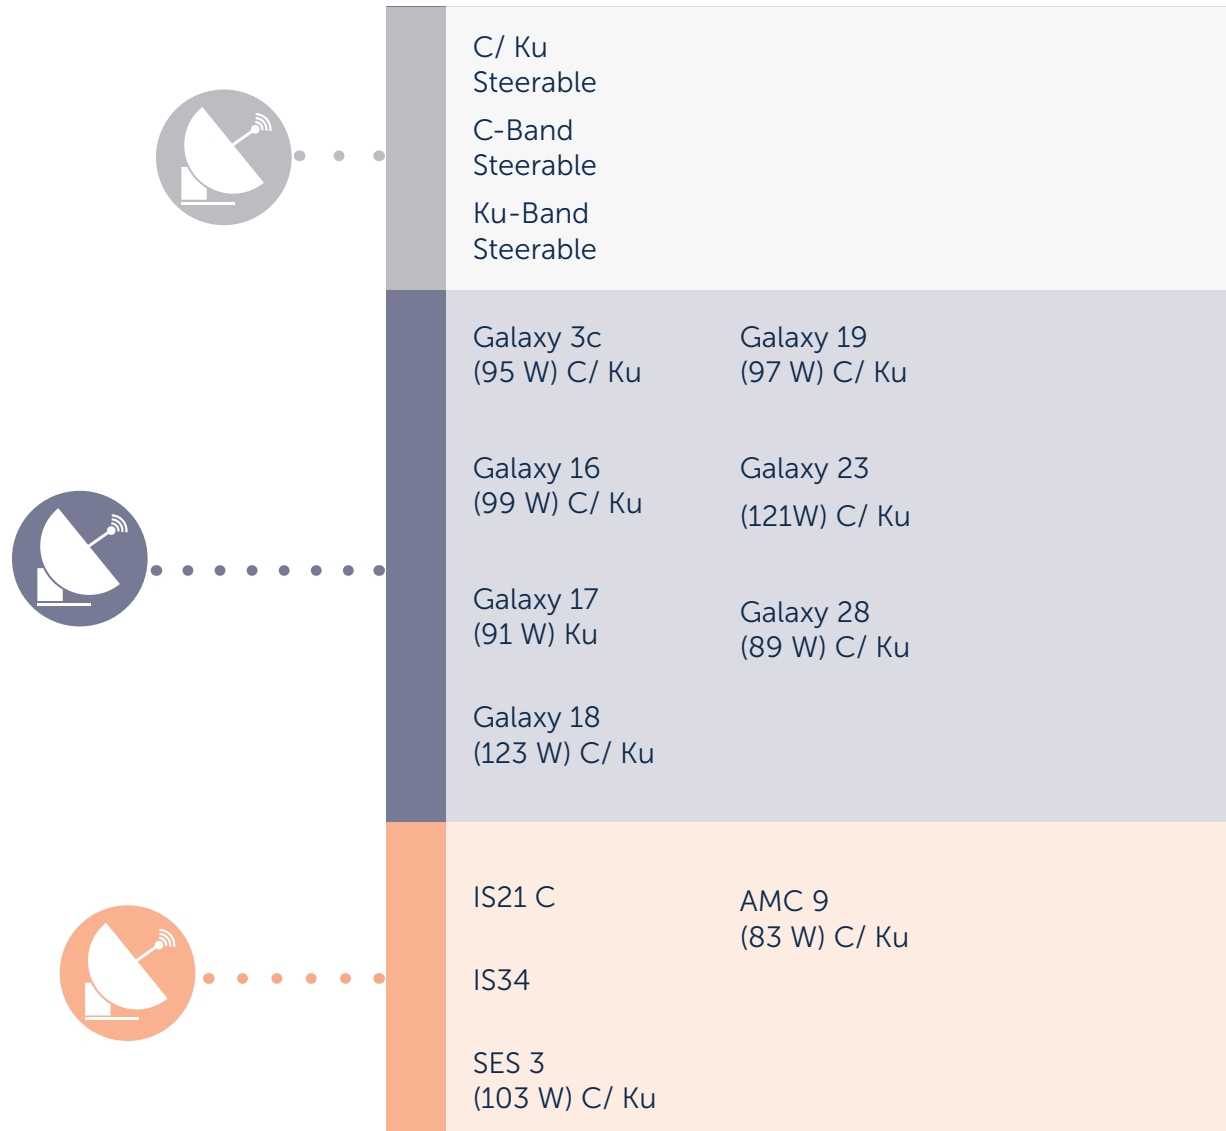 C/ Ku
Steerable
C-Band
Steerable
Ku-Band
Steerable
Galaxy 3c
(95 W) C/ Ku
Galaxy 19
(97 W) C/ Ku
Galaxy 16
(99 W) C/ Ku
Galaxy 23
(121W) C/ Ku
Galaxy 17
(91 W) Ku
Galaxy 28
(89 W) C/ Ku
Galaxy 18
(123 W) C/ Ku
IS21 C
AMC 9
(83 W) C/ Ku
IS34
SES 3
(103 W) C/ Ku